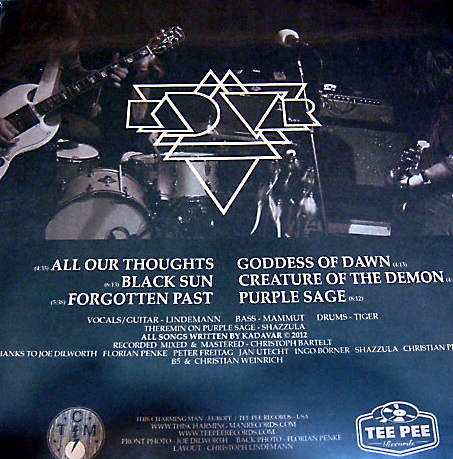 KADAVAR
(4:35) ALL OUR THOUGHTS
(6:13) BLACK SUN
(5:38) FORGOTTEN PAST
GODDESS OF DAWN (4:13)
CREATURE OF THE DEMON
PURPLE SAGE (8:12)
VOCALS/GUITAR - LINDEMANN BASS - MAMMUT DRUMS - TIGER
THEREMIN ON PURPLE SAGE - SHAZZULA
ALL SONGS WRITTEN BY KADAVAR © 2012
RECORDED MIXED & MASTERED - CHRISTOPH BARTELT
THANKS TO JOE DILWORTH FLORIAN PENKE PETER FREITAG JAN UTECHT INGO BÖRNER SHAZZULA CHRISTIAN
B5 & CHRISTIAN WEINRICH
THIS CHARMING MAN - EUROPE / TEE PEE RECORDS - USA
WWW.THISCHARMINGMANRECORDS.COM
WWW.TEEPEERECORDS.COM
FRONT PHOTO - JOE DILWORTH BACK PHOTO - FLORIAN PENKE
LAYOUT - CHRISTOPH LINDEMANN
TCM
TEE PEE
Records